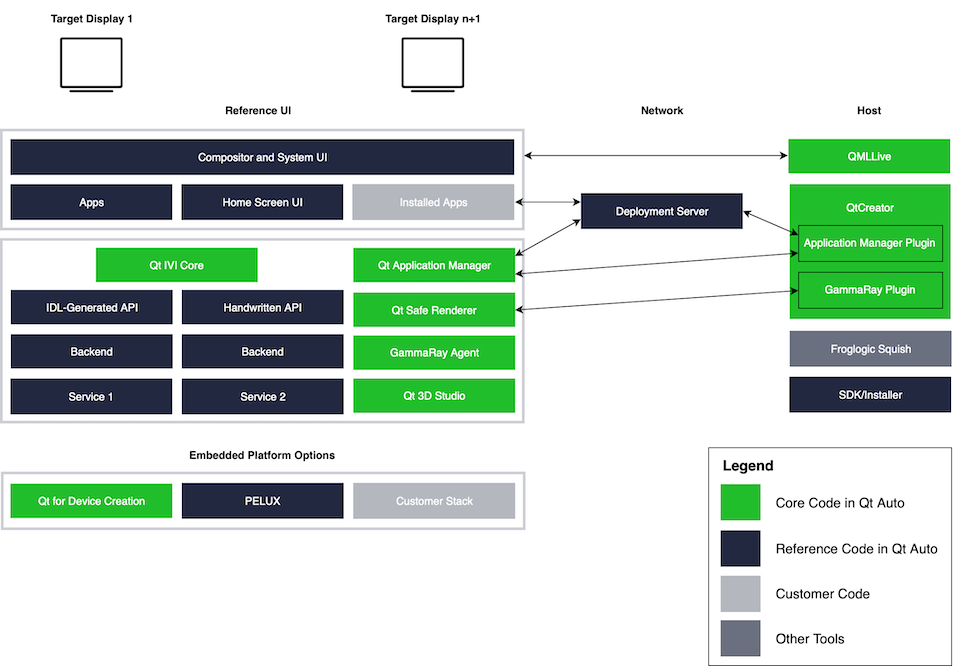 Target Display 1
Target Display n+1
Reference UI
Network
Host
Compositor and System UI
QMLLive
Apps
Home Screen UI
Installed Apps
Deployment Server
QtCreator
Application Manager Plugin
GammaRay Plugin
Qt IVI Core
Qt Application Manager
IDL-Generated API
Handwritten API
Qt Safe Renderer
Backend
Backend
GammaRay Agent
Froglogic Squish
Service 1
Service 2
Qt 3D Studio
SDK/Installer
Embedded Platform Options
Qt for Device Creation
PELUX
Customer Stack
Legend
Core Code in Qt Auto
Reference Code in Qt Auto
Customer Code
Other Tools